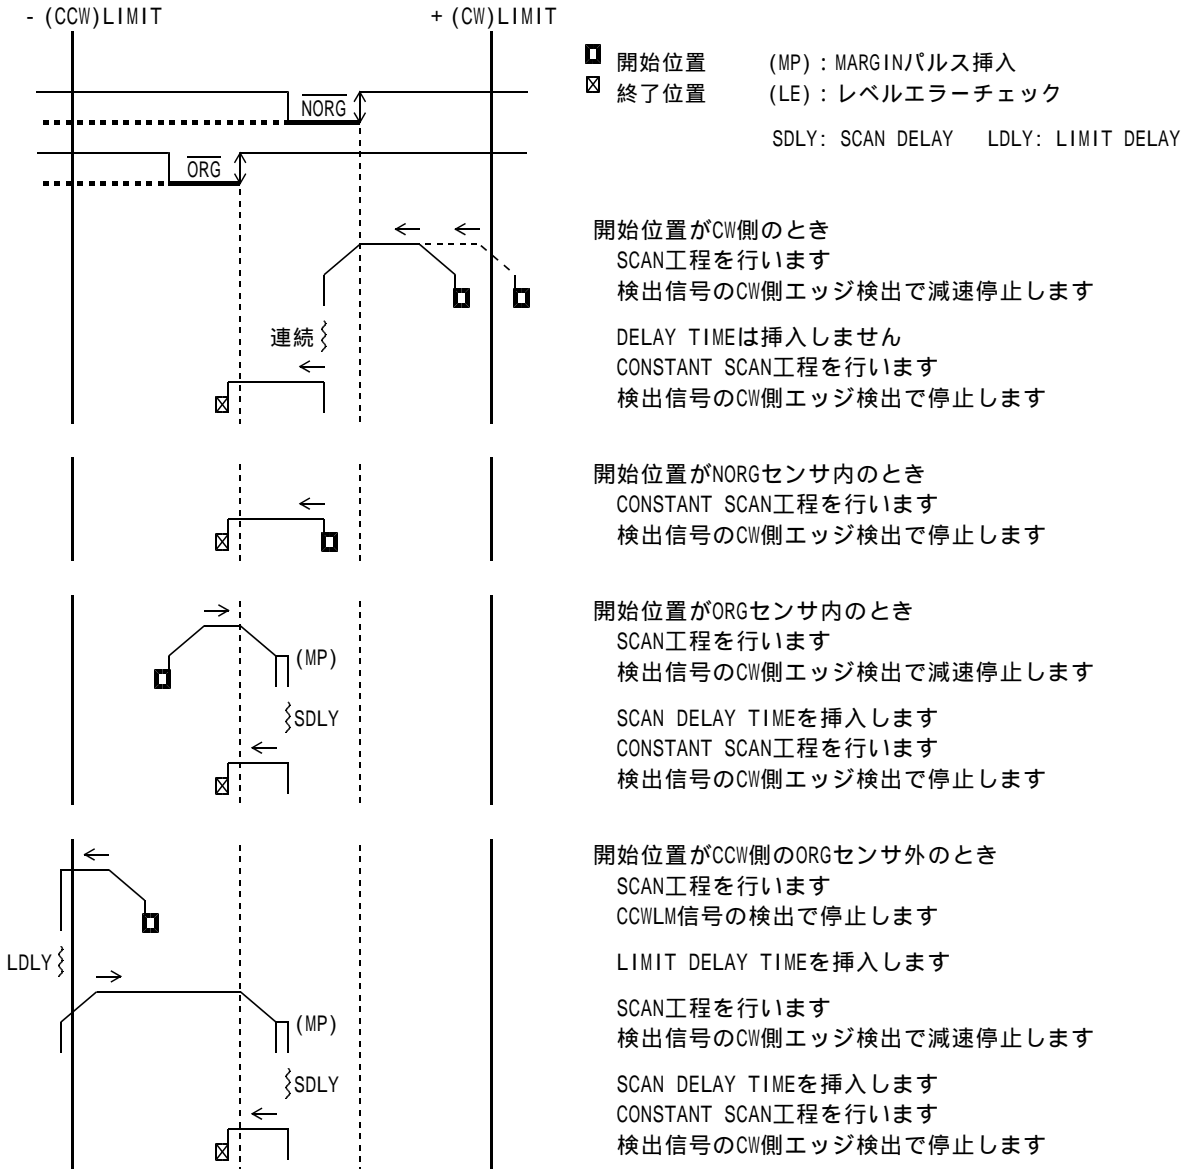 - (CCW)LIMIT
+ (CW)LIMIT
開始位置 (MP) : MARGINパルス挿入
終了位置 (LE) : レベルエラーチェック
SDLY: SCAN DELAY LDLY: LIMIT DELAY
NORG
ORG
開始位置がCW側のとき
SCAN工程を行います
検出信号のCW側エッジ検出で減速停止します
連続
DELAY TIMEは挿入しません
CONSTANT SCAN工程を行います
検出信号のCW側エッジ検出で停止します
開始位置がNORGセンサ内のとき
CONSTANT SCAN工程を行います
検出信号のCW側エッジ検出で停止します
開始位置がORGセンサ内のとき
SCAN工程を行います
(MP)
検出信号のCW側エッジ検出で減速停止します
SDLY
SCAN DELAY TIMEを挿入します
CONSTANT SCAN工程を行います
検出信号のCW側エッジ検出で停止します
開始位置がCCW側のORGセンサ外のとき
SCAN工程を行います
CCWLM信号の検出で停止します
LDLY
LIMIT DELAY TIMEを挿入します
SCAN工程を行います
(MP)
検出信号のCW側エッジ検出で減速停止します
SDLY
SCAN DELAY TIMEを挿入します
CONSTANT SCAN工程を行います
検出信号のCW側エッジ検出で停止します